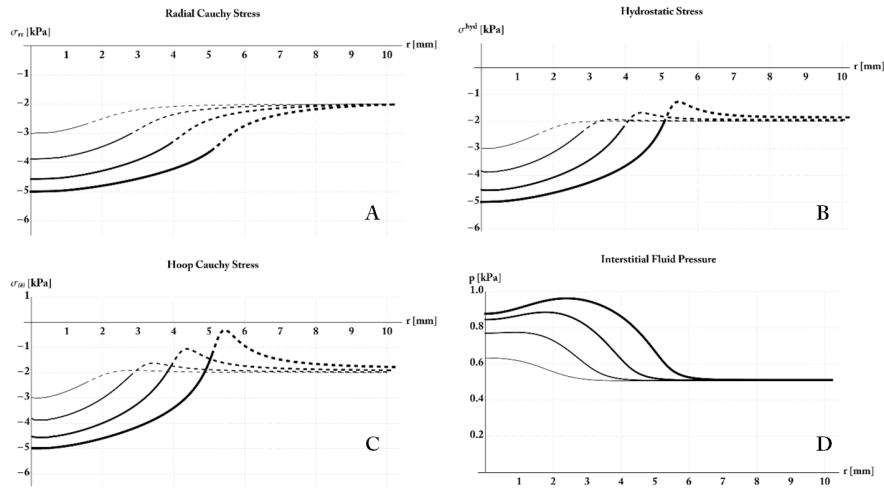 Radial Cauchy Stress
σrr [kPa]
r [mm]
1 2 3 4 5 6 7 8 9 10
−1
−2
−3
−4
−5
−6
A
Hydrostatic Stress
σhyd [kPa]
r [mm]
1 2 3 4 5 6 7 8 9 10
−1
−2
−3
−4
−5
−6
B
Hoop Cauchy Stress
[kPa]
1
r [mm]
1 2 3 4 5 6 7 8 9 10
−1
−2
−3
−4
−5
−6
C
Interstitial Fluid Pressure
p [kPa]
1.0
0.8
0.6
0.4
0.2
D
1 2 3 4 5 6 7 8 9 10
r [mm]